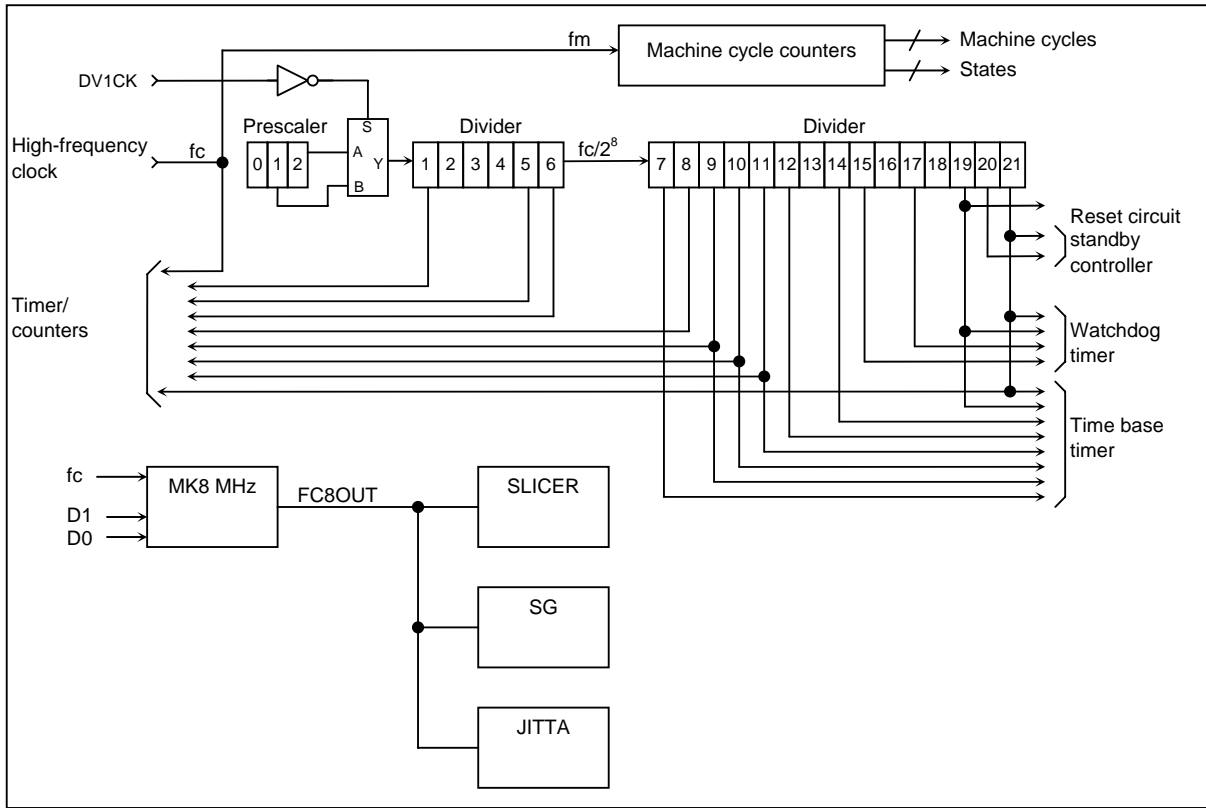 fm
Machine cycle counters
Machine cycles
States
DV1CK
High-frequency
clock
fc
Prescaler
0 1 2
S
A
B
Y
Divider
1 2 3 4 5 6
fc/2⁸
Divider
7 8 9 10 11 12 13 14 15 16 17 18 19 20 21
Reset circuit
standby
controller
Timer/
counters
Watchdog
timer
Time base
timer
fc
D1
D0
MK8 MHz
FC8OUT
SLICER
SG
JITTA